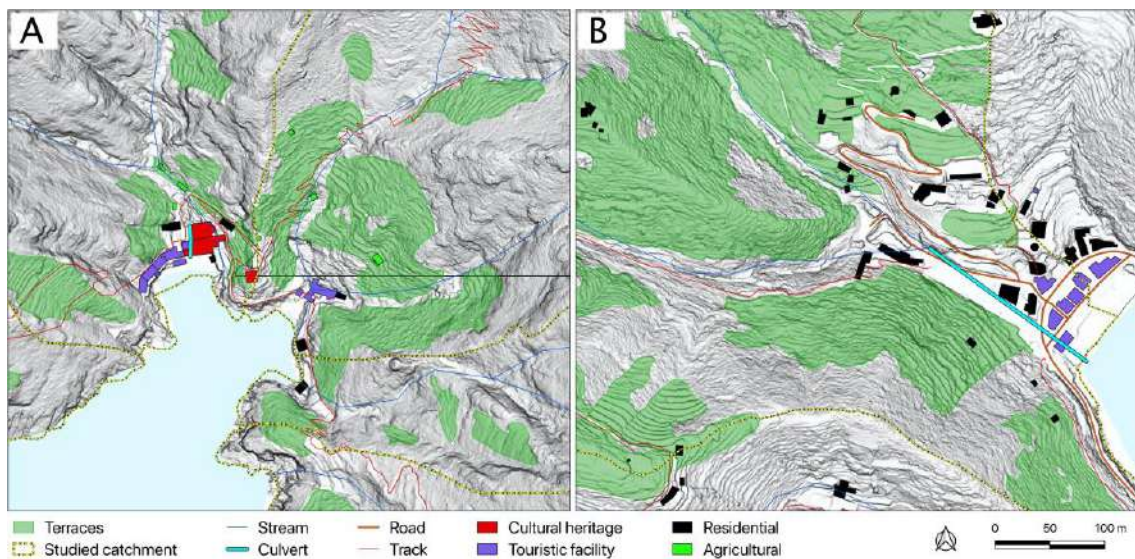 A B
Terraces Stream Road Cultural heritage Residential 0 50 100 m
Studied catchment Culvert Track Touristic facility Agricultural